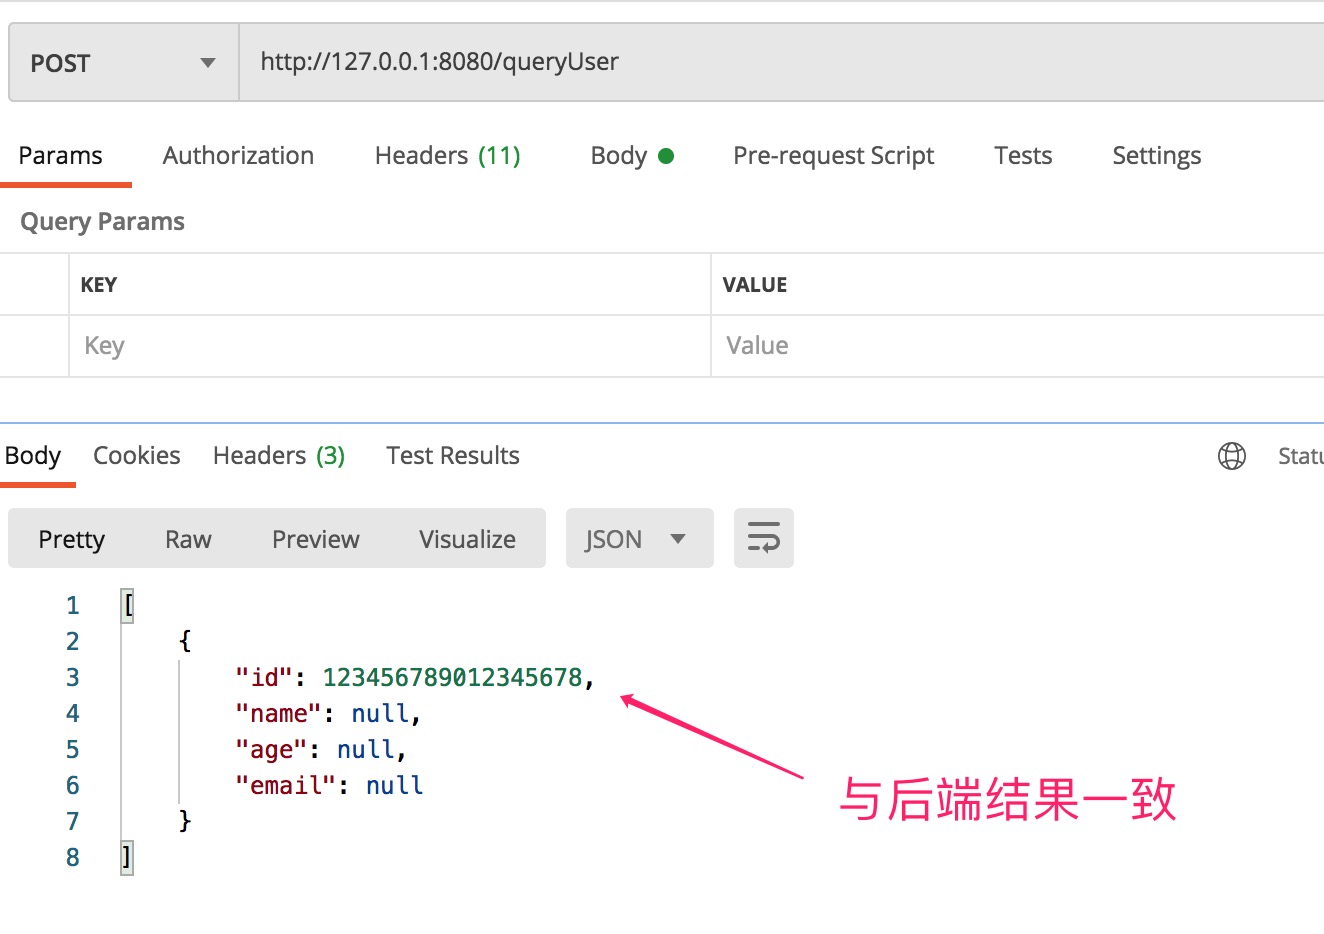 POST http://127.0.0.1:8080/queryUser
Params Authorization Headers (11) Body Pre-request Script Tests Settings
Query Params
KEY VALUE
Key Value
Body Cookies Headers (3) Test Results Statu
Pretty Raw Preview Visualize JSON
1 [
2 {
3 "id": 123456789012345678,
4 "name": null,
5 "age": null,
6 "email": null
7 }
8 ]
与后端结果一致